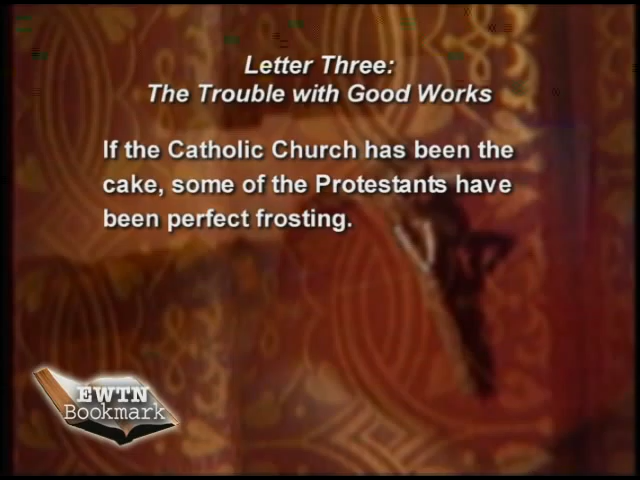 Letter Three:
The Trouble with Good Works
If the Catholic Church has been the
cake, some of the Protestants have
been perfect frosting.
EWTN
Bookmark